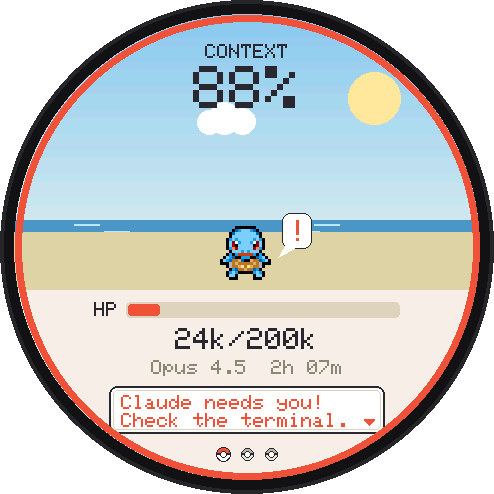 CONTEXT
88%
!
HP
24k/200k
Opus 4.5 2h 07m
Claude needs you!
Check the terminal.